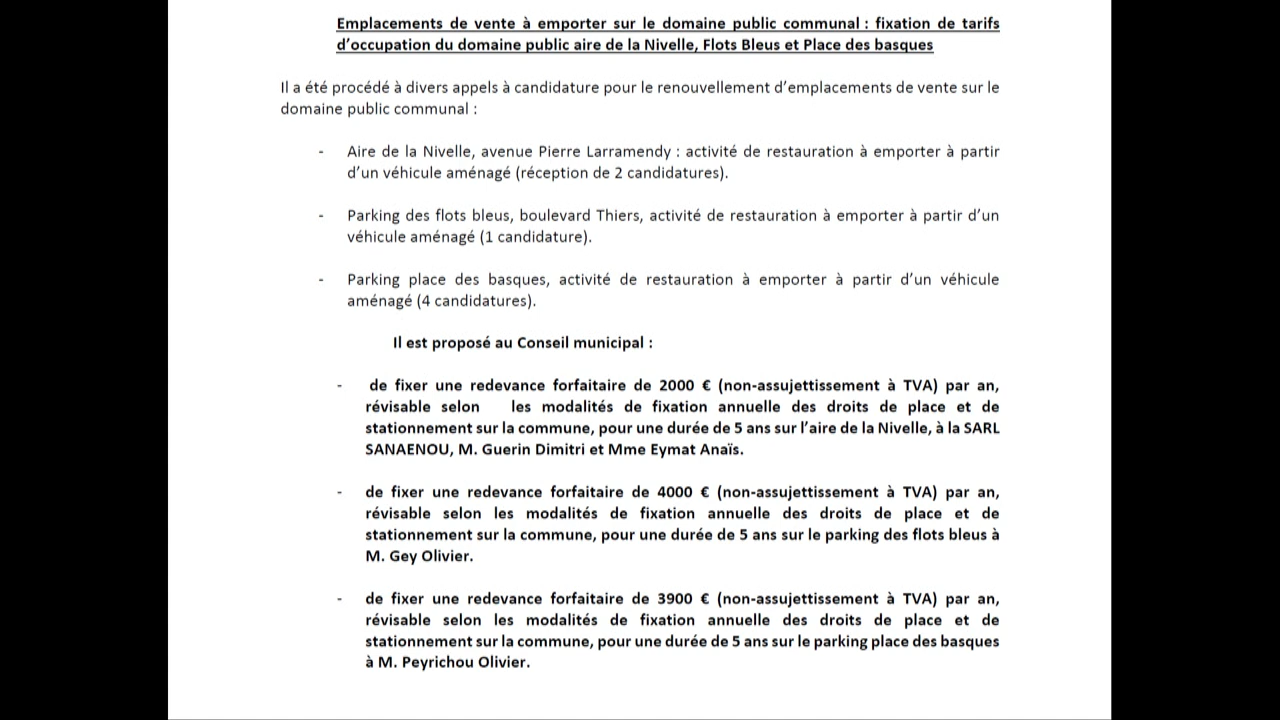 Emplacements de vente à emporter sur le domaine public communal : fixation de tarifs
d’occupation du domaine public aire de la Nivelle, Flots Bleus et Place des basques
Il a été procédé à divers appels à candidature pour le renouvellement d’emplacements de vente sur le
domaine public communal :
- Aire de la Nivelle, avenue Pierre Larramendy : activité de restauration à emporter à partir
d’un véhicule aménagé (réception de 2 candidatures).
- Parking des flots bleus, boulevard Thiers, activité de restauration à emporter à partir d’un
véhicule aménagé (1 candidature).
- Parking place des basques, activité de restauration à emporter à partir d’un véhicule
aménagé (4 candidatures).
Il est proposé au Conseil municipal :
- de fixer une redevance forfaitaire de 2000 € (non-assujettissement à TVA) par an,
révisable selon les modalités de fixation annuelle des droits de place et de
stationnement sur la commune, pour une durée de 5 ans sur l’aire de la Nivelle, à la SARL
SANAENOU, M. Guerin Dimitri et Mme Eymat Anaïs.
- de fixer une redevance forfaitaire de 4000 € (non-assujettissement à TVA) par an,
révisable selon les modalités de fixation annuelle des droits de place et de
stationnement sur la commune, pour une durée de 5 ans sur le parking des flots bleus à
M. Gey Olivier.
- de fixer une redevance forfaitaire de 3900 € (non-assujettissement à TVA) par an,
révisable selon les modalités de fixation annuelle des droits de place et de
stationnement sur la commune, pour une durée de 5 ans sur le parking place des basques
à M. Peyrichou Olivier.